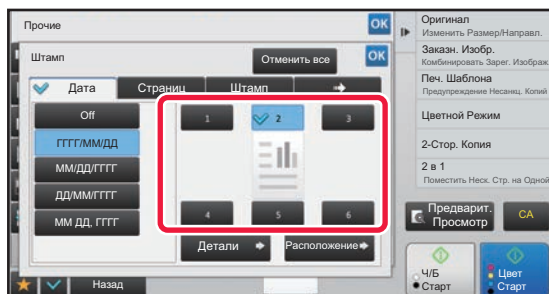 Прочие
OK
Штамп
Отменить все
OK
Дата
Страниц
Штамп
Off
ГГГГ/ММ/ДД
ММ/ДД/ГГГГ
ДД/ММ/ГГГГ
ММ ДД, ГГГГ
1
2
3
4
5
6
Детали
Расположение
Назад
Оригинал
Изменить Размер/Направл.
Заказн. Изобр.
Комбинировать Зарег. Изображ
Печ. Шаблона
Предупреждение Несанкц. Копий
Цветной Режим
2-Стор. Копия
2 в 1
Поместить Неск. Стр. на Одной
Предварит.
Просмотр
CA
Ч/Б
Старт
Цвет
Старт